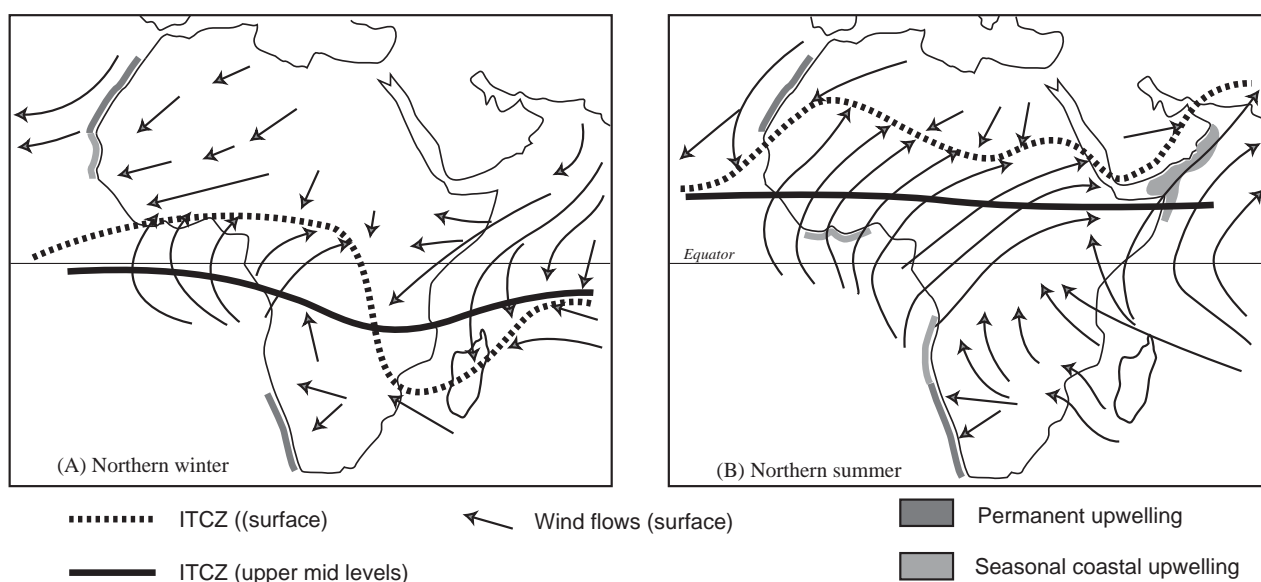 Equator
(A) Northern winter
(B) Northern summer
ITCZ ((surface)
Wind flows (surface)
Permanent upwelling
ITCZ (upper mid levels)
Seasonal coastal upwelling